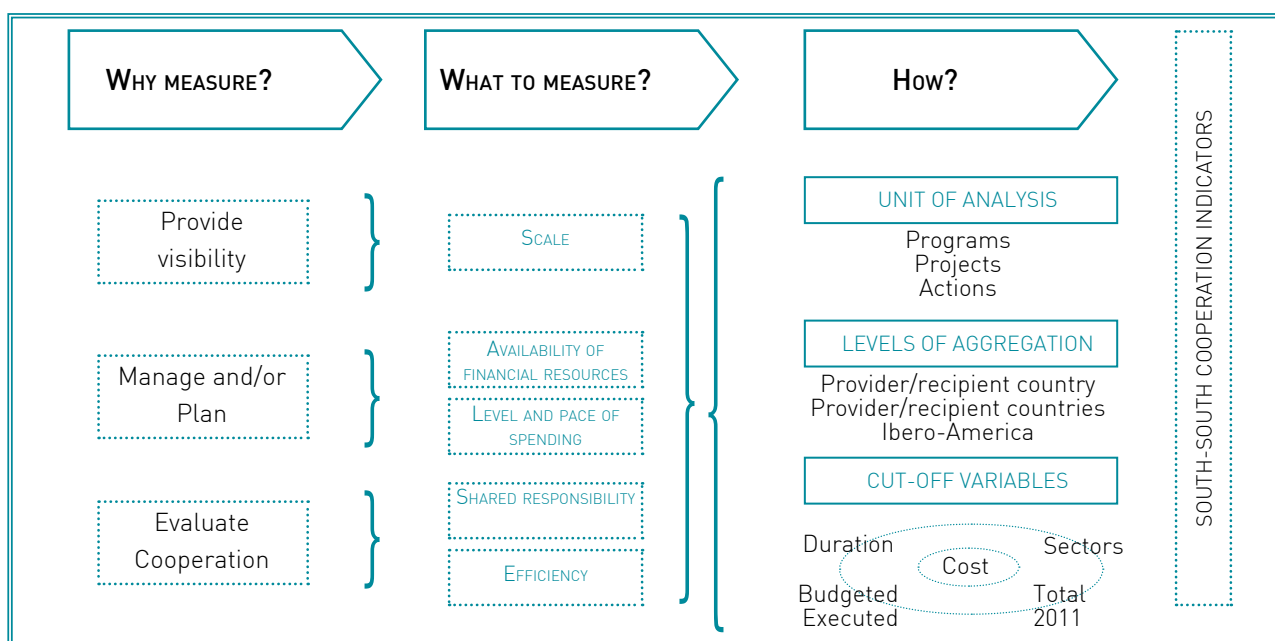 WHY MEASURE?
WHAT TO MEASURE?
HOW?
Provide
visibility
Manage and/or
Plan
Evaluate
Cooperation
SCALE
AVAILABILITY OF
FINANCIAL RESOURCES
LEVEL AND PACE OF
SPENDING
SHARED RESPONSIBILITY
EFFICIENCY
UNIT OF ANALYSIS
Programs
Projects
Actions
LEVELS OF AGGREGATION
Provider/recipient country
Provider/recipient countries
Ibero-America
CUT-OFF VARIABLES
Duration
Sectors
Cost
Budgeted
Executed
Total
2011
SOUTH-SOUTH COOPERATION INDICATORS